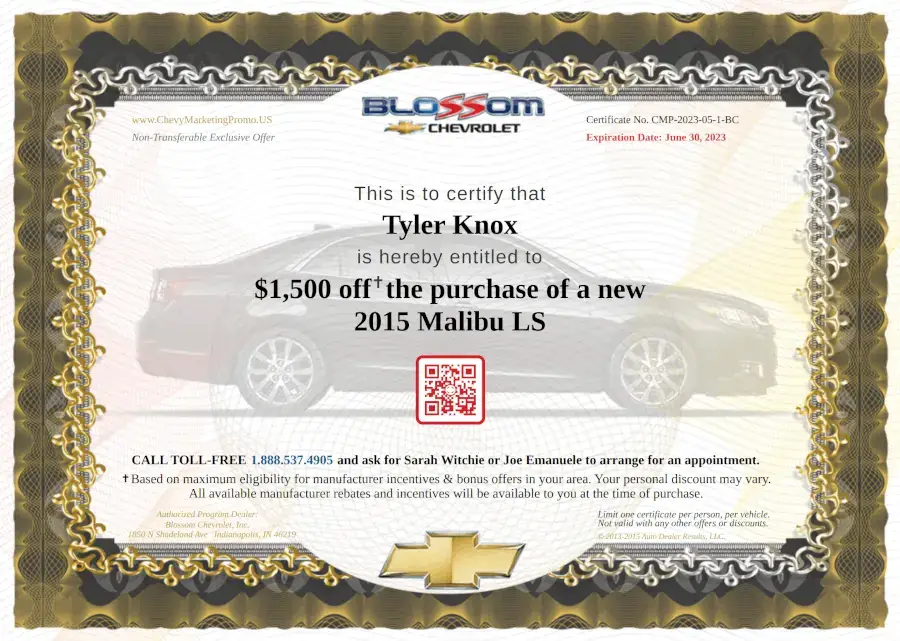 www.ChevyMarketingPromo.US
Non-Transferable Exclusive Offer
BLOSSOM
CHEVROLET
Certificate No. CMP-2023-05-1-BC
Expiration Date: June 30, 2023
This is to certify that
Tyler Knox
is hereby entitled to
$1,500 off† the purchase of a new
2015 Malibu LS
CALL TOLL-FREE 1.888.537.4905 and ask for Sarah Witchie or Joe Emanuele to arrange for an appointment.
†Based on maximum eligibility for manufacturer incentives & bonus offers in your area. Your personal discount may vary.
All available manufacturer rebates and incentives will be available to you at the time of purchase.
Authorized Program Dealer:
Blossom Chevrolet, Inc.
1850 N Shadeland Ave Indianapolis, IN 46219
Limit one certificate per person, per vehicle.
Not valid with any other offers or discounts.
©2013-2015 Auto Dealer Results, LLC.